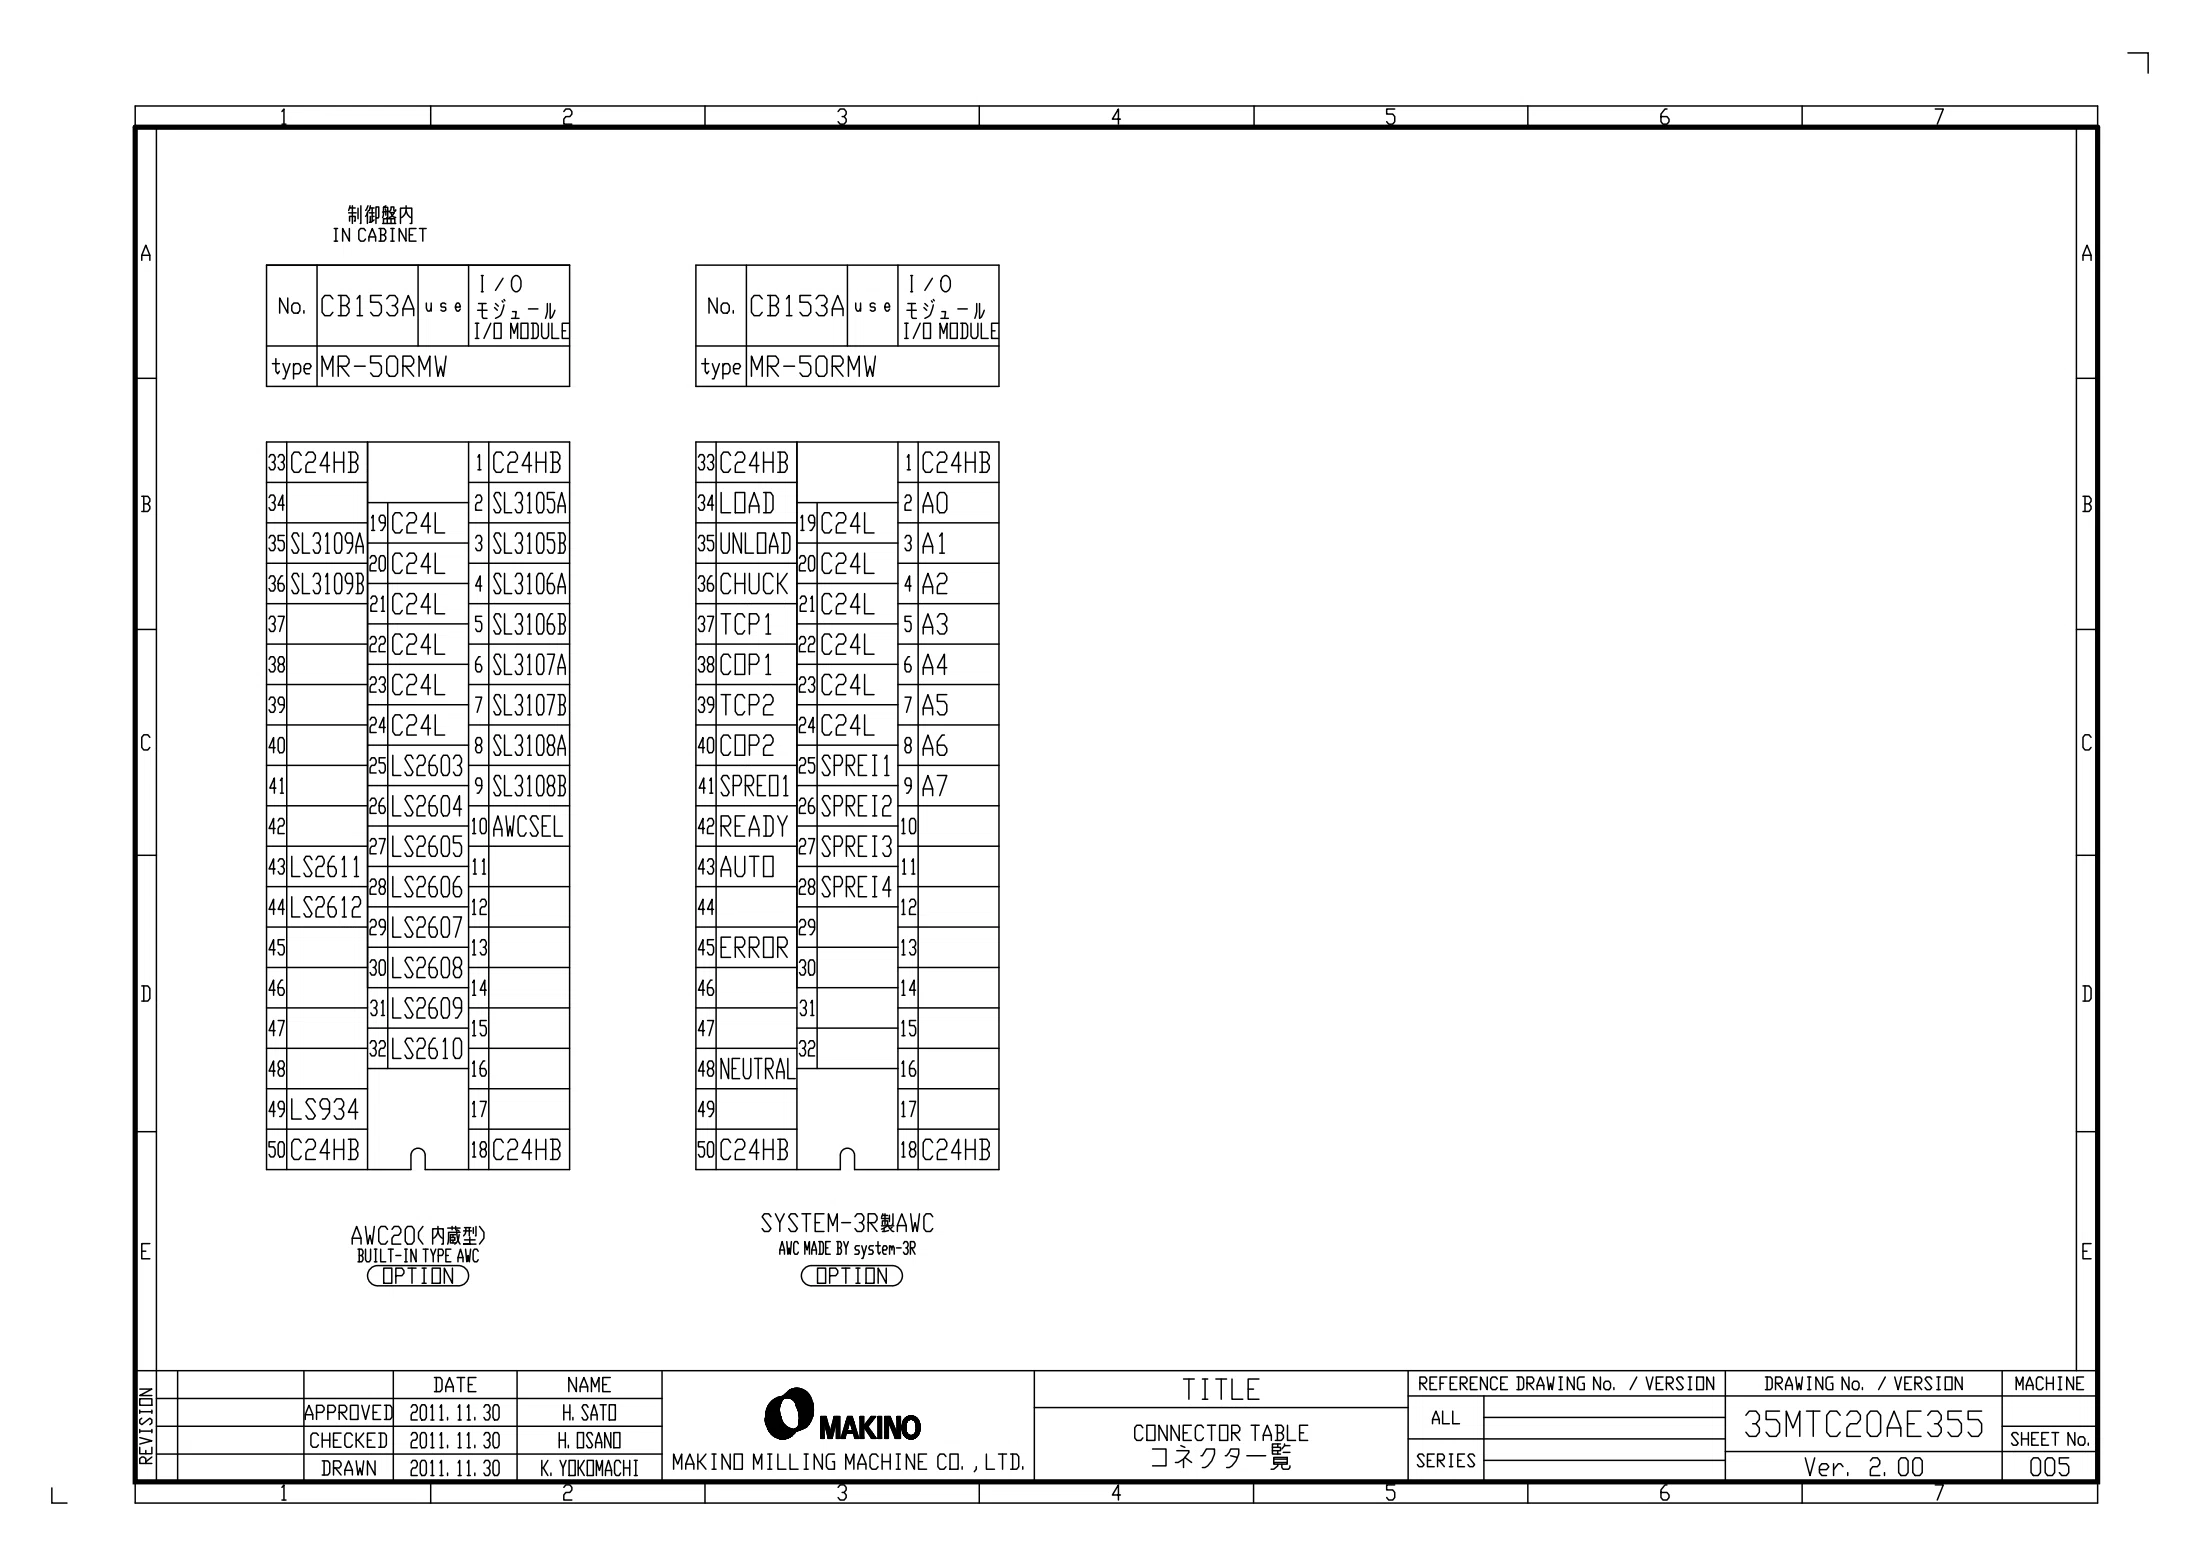 1 2 3 4 5 6 7
A A
B B
C C
D D
E E
制御盤内
IN CABINET
No. CB153A use I/O
モジュール
I/O MODULE
type MR-50RMW
33 C24HB
34
35 SL3109A
36 SL3109B
37
38
39
40
41
42
43 LS2611
44 LS2612
45
46
47
48
49 LS934
50 C24HB
19 C24L
20 C24L
21 C24L
22 C24L
23 C24L
24 C24L
25 LS2603
26 LS2604
27 LS2605
28 LS2606
29 LS2607
30 LS2608
31 LS2609
32 LS2610
1 C24HB
2 SL3105A
3 SL3105B
4 SL3106A
5 SL3106B
6 SL3107A
7 SL3107B
8 SL3108A
9 SL3108B
10 AWCSEL
11
12
13
14
15
16
17
18 C24HB
AWC20(内蔵型)
BUILT-IN TYPE AWC
OPTION
No. CB153A use I/O
モジュール
I/O MODULE
type MR-50RMW
33 C24HB
34 LOAD
35 UNLOAD
36 CHUCK
37 TCP1
38 COP1
39 TCP2
40 COP2
41 SPREO1
42 READY
43 AUTO
44
45 ERROR
46
47
48 NEUTRAL
49
50 C24HB
19 C24L
20 C24L
21 C24L
22 C24L
23 C24L
24 C24L
25 SPREI1
26 SPREI2
27 SPREI3
28 SPREI4
29
30
31
32
1 C24HB
2 A0
3 A1
4 A2
5 A3
6 A4
7 A5
8 A6
9 A7
10
11
12
13
14
15
16
17
18 C24HB
SYSTEM-3R製AWC
AWC MADE BY system-3R
OPTION
REVISION
DATE NAME
APPROVED 2011.11.30 H. SATO
CHECKED 2011.11.30 H. OSANO
DRAWN 2011.11.30 K. YOKOMACHI
MAKINO
MAKINO MILLING MACHINE CO.,LTD.
TITLE
CONNECTOR TABLE
コネクタ一覧
REFERENCE DRAWING No. / VERSION
ALL
SERIES
DRAWING No. / VERSION
35MTC20AE355
Ver. 2.00
MACHINE
SHEET No.
005
1 2 3 4 5 6 7